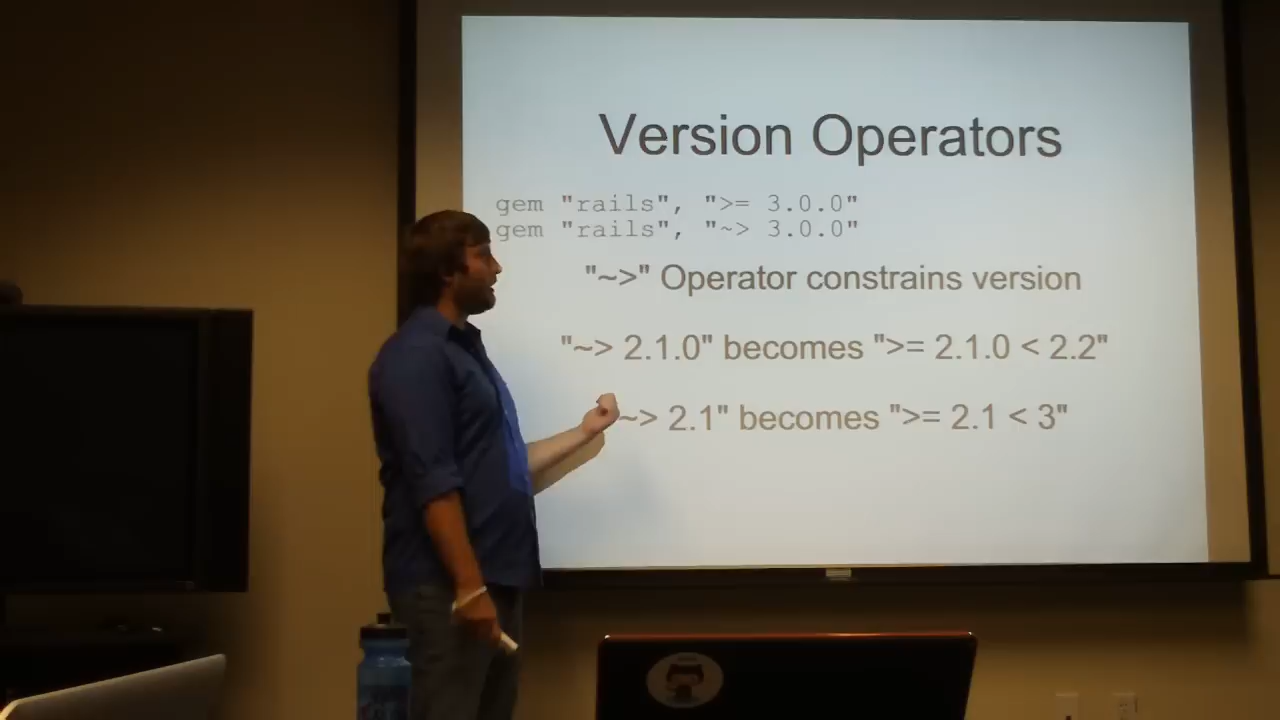 Version Operators
gem "rails", ">= 3.0.0"
gem "rails", "~> 3.0.0"
"~>" Operator constrains version
"~> 2.1.0" becomes ">= 2.1.0 < 2.2"
~> 2.1" becomes ">= 2.1 < 3"